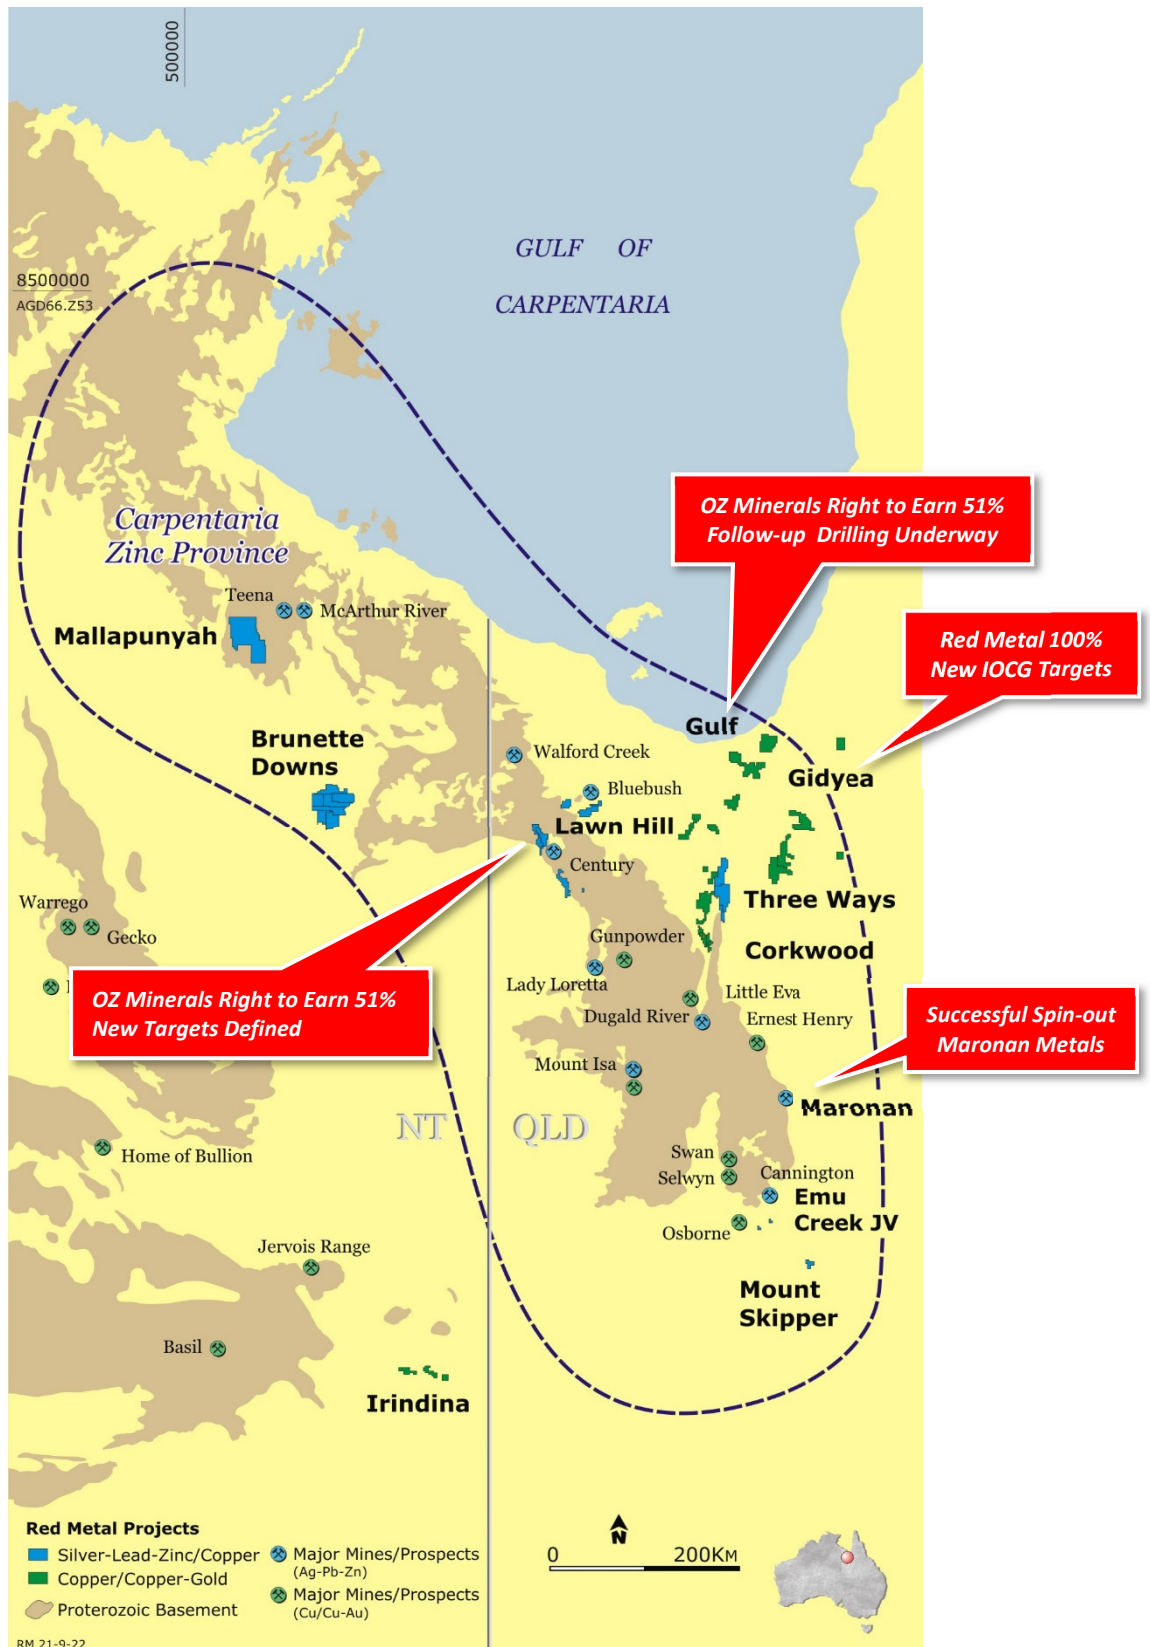 500000
GULF OF
CARPENTARIA
8500000
AGD66.Z53
OZ Minerals Right to Earn 51%
Follow-up Drilling Underway
Carpentaria
Zinc Province
Teena
McArthur River
Mallapunyah
Red Metal 100%
New IOCG Targets
Gulf
Brunette
Downs
Walford Creek
Gidyea
Bluebush
Lawn Hill
Century
Three Ways
Warrego
Gecko
Gunpowder
Corkwood
Lady Loretta
OZ Minerals Right to Earn 51%
New Targets Defined
Little Eva
Dugald River
Ernest Henry
Successful Spin-out
Maronan Metals
Mount Isa
Maronan
NT
QLD
Home of Bullion
Swan
Selwyn
Cannington
Emu
Creek JV
Osborne
Jervois Range
Mount
Skipper
Basil
Irindina
Red Metal Projects
Silver-Lead-Zinc/Copper
Copper/Copper-Gold
Proterozoic Basement
Major Mines/Prospects
(Ag-Pb-Zn)
Major Mines/Prospects
(Cu/Cu-Au)
N
0 200KM
RM 21-9-22